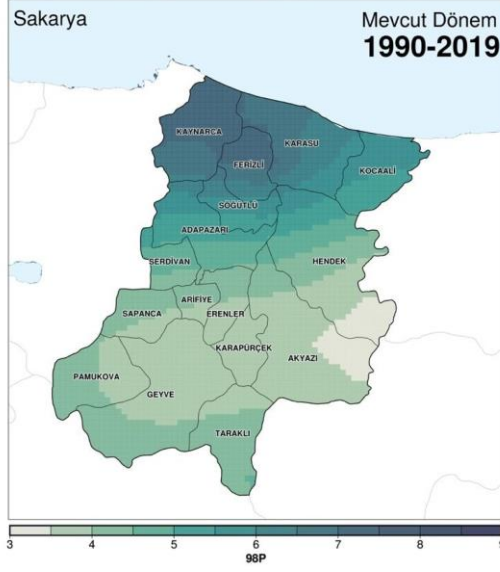 Sakarya
Mevcut Dönem
1990-2019
KAYNARCA
KARASU
FERİZLİ
KOCAALİ
SÖĞÜTLÜ
ADAPAZARI
SERDİVAN
HENDEK
ARİFİYE
SAPANCA
ERENLER
KARAPÜRÇEK
AKYAZI
PAMUKOVA
GEYVE
TARAKLI
3 4 5 6 7 8
98P